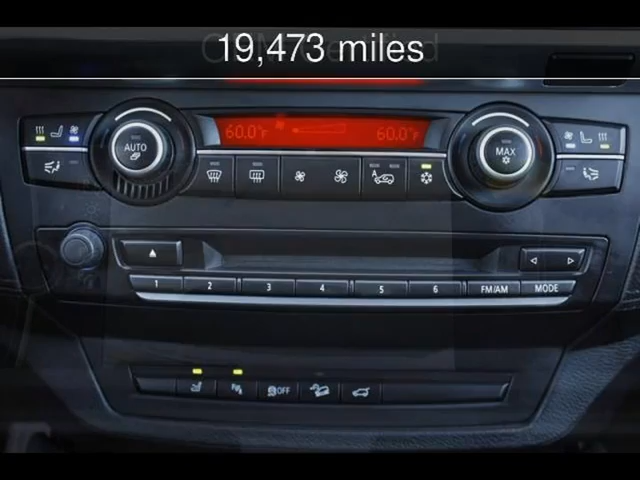 19,473 miles
60.0°F 60.0°F
AUTO MAX
A
1 2 3 4 5 6 FM/AM MODE
OFF